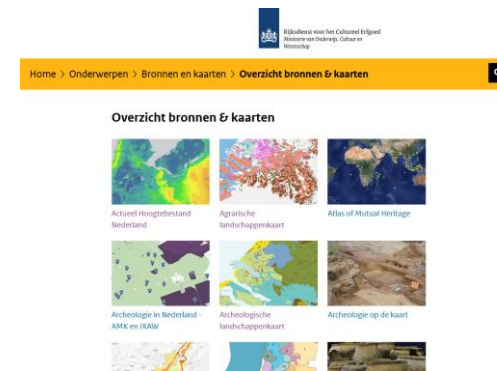 Rijksdienst voor het Cultureel Erfgoed
Ministerie van Onderwijs, Cultuur en
Wetenschap
Home > Onderwerpen > Bronnen en kaarten > Overzicht bronnen & kaarten
Overzicht bronnen & kaarten
Actueel Hoogtebestand
Nederland
Agrarische
landschappenkaart
Atlas of Mutual Heritage
Archeologie in Nederland -
AMK en IKAW
Archeologische
landschappenkaart
Archeologie op de kaart